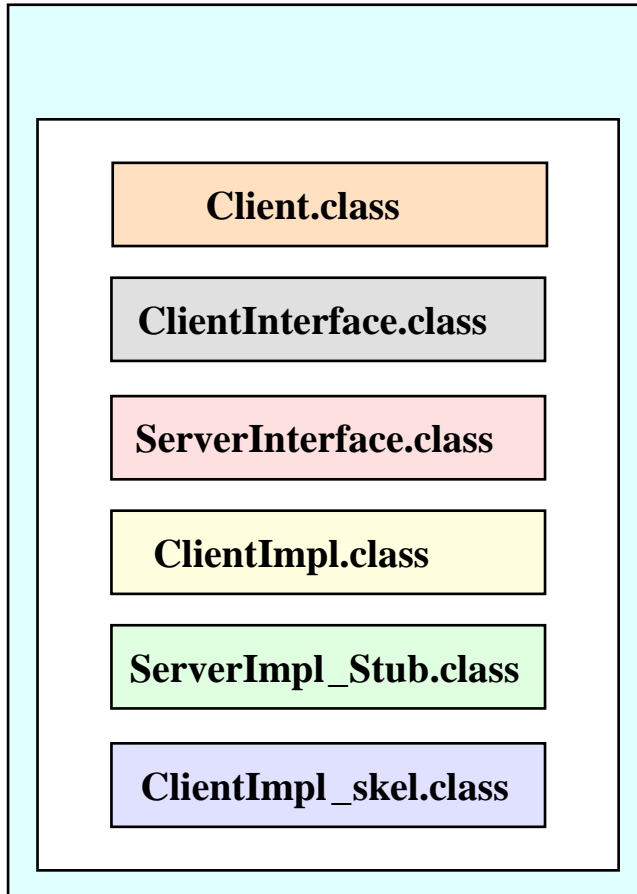 Client.class
ClientInterface.class
ServerInterface.class
ClientImpl.class
ServerImpl_Stub.class
ClientImpl_skel.class